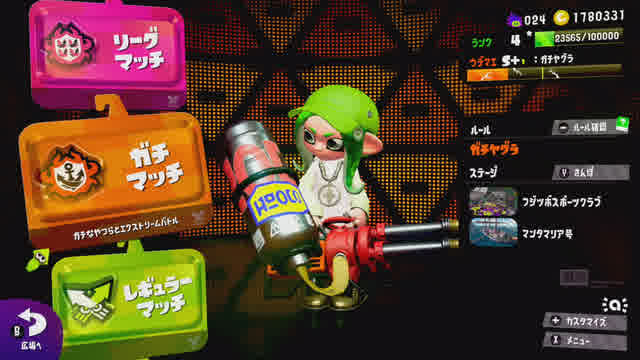 リーグ
マッチ
ガチ
マッチ
ガチなやつらとエクストリームバトル
レギュラー
マッチ
B
広場へ
024
1780331
ランク
4
23565/100000
ウデマエ S+ : ガチヤグラ
ルール
ルール確認
ガチヤグラ
ステージ
Y さんぽ
フジツボスポーツクラブ
マンタマリア号
+ カスタマイズ
X メニュー